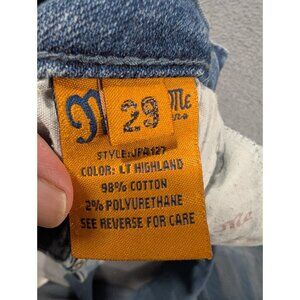 Me
29
STYLE:JPA127
COLOR: LT HIGHLAND
98% COTTON
2% POLYURETHANE
SEE REVERSE FOR CARE